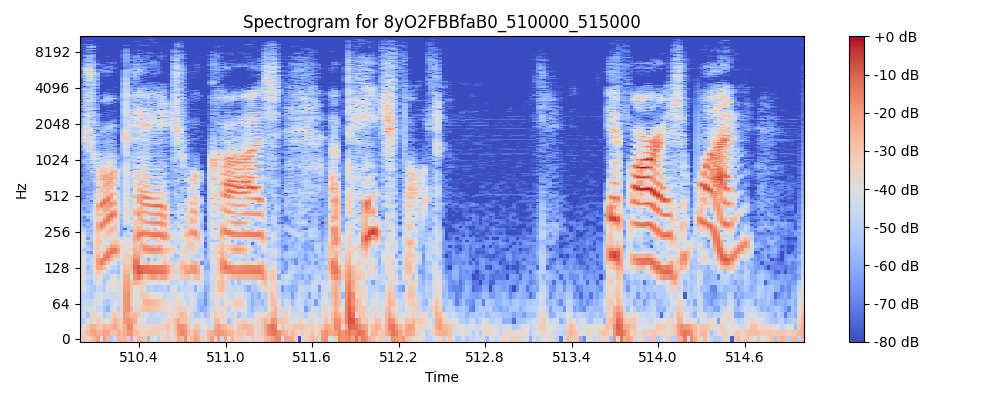 Spectrogram for 8yO2FBBfaB0_510000_515000
Hz
8192
4096
2048
1024
512
256
128
64
0
510.4 511.0 511.6 512.2 512.8 513.4 514.0 514.6
Time
+0 dB
-10 dB
-20 dB
-30 dB
-40 dB
-50 dB
-60 dB
-70 dB
-80 dB